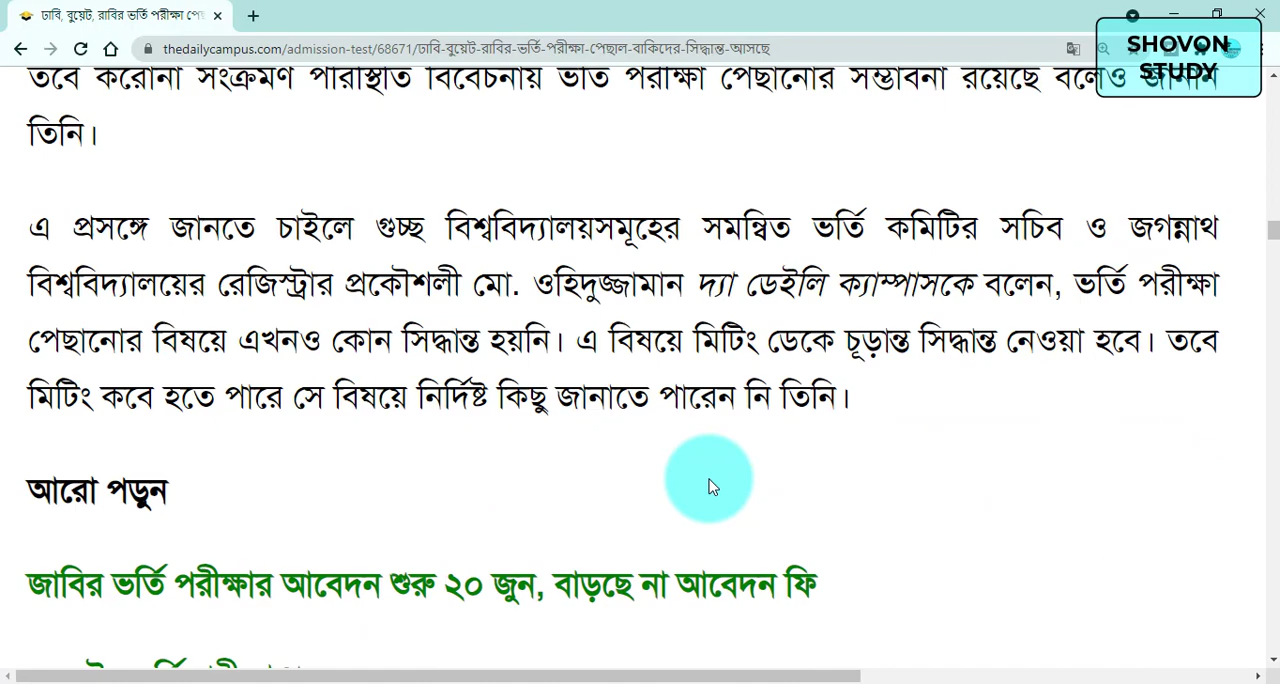 ঢাবি, বুয়েট, রাবির ভর্তি পরীক্ষা পেছ
thedailycampus.com/admission-test/68671/ঢাবি-বুয়েট-রাবির-ভর্তি-পরীক্ষা-পেছাল-বাকিদের-সিদ্ধান্ত-আসছে
SHOVON
STUDY
তবে করোনা সংক্রমণ পরিস্থিতি বিবেচনায় ভর্তি পরীক্ষা পেছানোর সম্ভাবনা রয়েছে বলেও জানান
তিনি।
এ প্রসঙ্গে জানতে চাইলে গুচ্ছ বিশ্ববিদ্যালয়সমূহের সমন্বিত ভর্তি কমিটির সচিব ও জগন্নাথ
বিশ্ববিদ্যালয়ের রেজিস্ট্রার প্রকৌশলী মো. ওহিদুজ্জামান দ্যা ডেইলি ক্যাম্পাসকে বলেন, ভর্তি পরীক্ষা
পেছানোর বিষয়ে এখনও কোন সিদ্ধান্ত হয়নি। এ বিষয়ে মিটিং ডেকে চূড়ান্ত সিদ্ধান্ত নেওয়া হবে। তবে
মিটিং কবে হতে পারে সে বিষয়ে নির্দিষ্ট কিছু জানাতে পারেন নি তিনি।
আরো পড়ুন
জাবির ভর্তি পরীক্ষার আবেদন শুরু ২০ জুন, বাড়ছে না আবেদন ফি